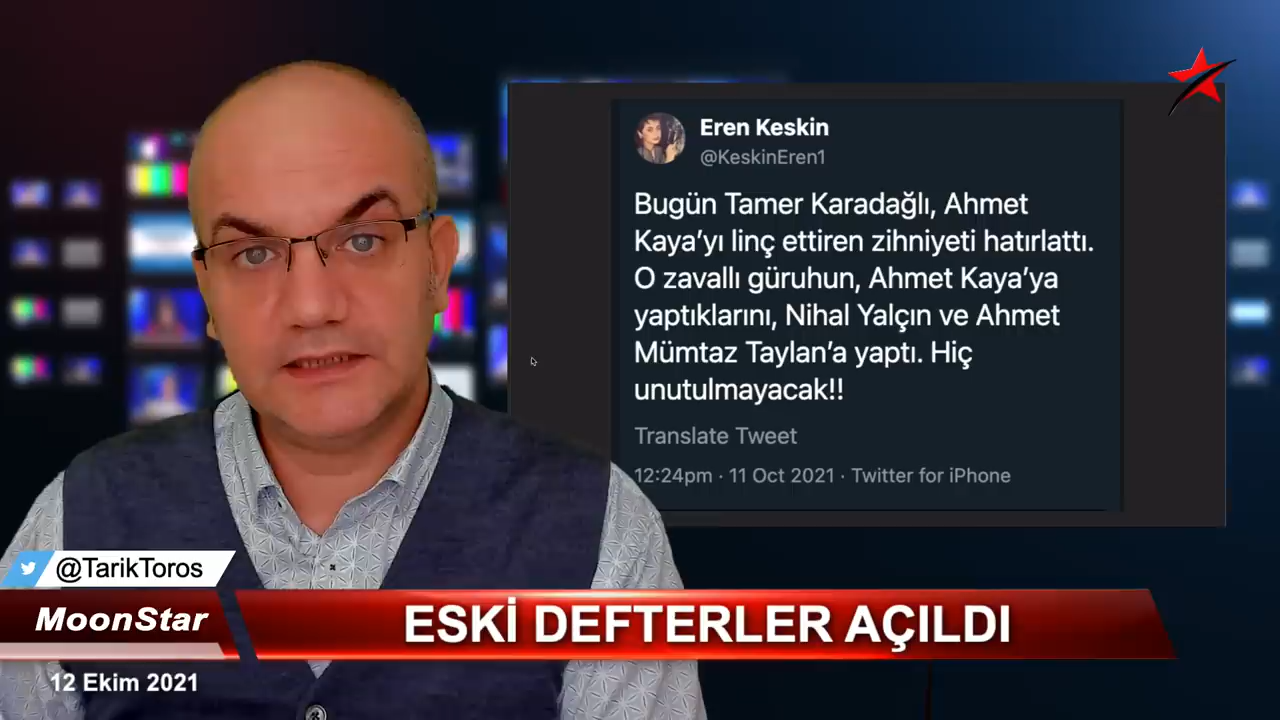 Eren Keskin
@KeskinEren1
Bugün Tamer Karadağlı, Ahmet
Kaya’yı linç ettiren zihniyeti hatırlattı.
O zavallı güruhun, Ahmet Kaya’ya
yaptıklarını, Nihal Yalçın ve Ahmet
Mümtaz Taylan’a yaptı. Hiç
unutulmayacak!!
Translate Tweet
12:24pm · 11 Oct 2021 · Twitter for iPhone
@TarikToros
MoonStar
ESKİ DEFTERLER AÇILDI
12 Ekim 2021